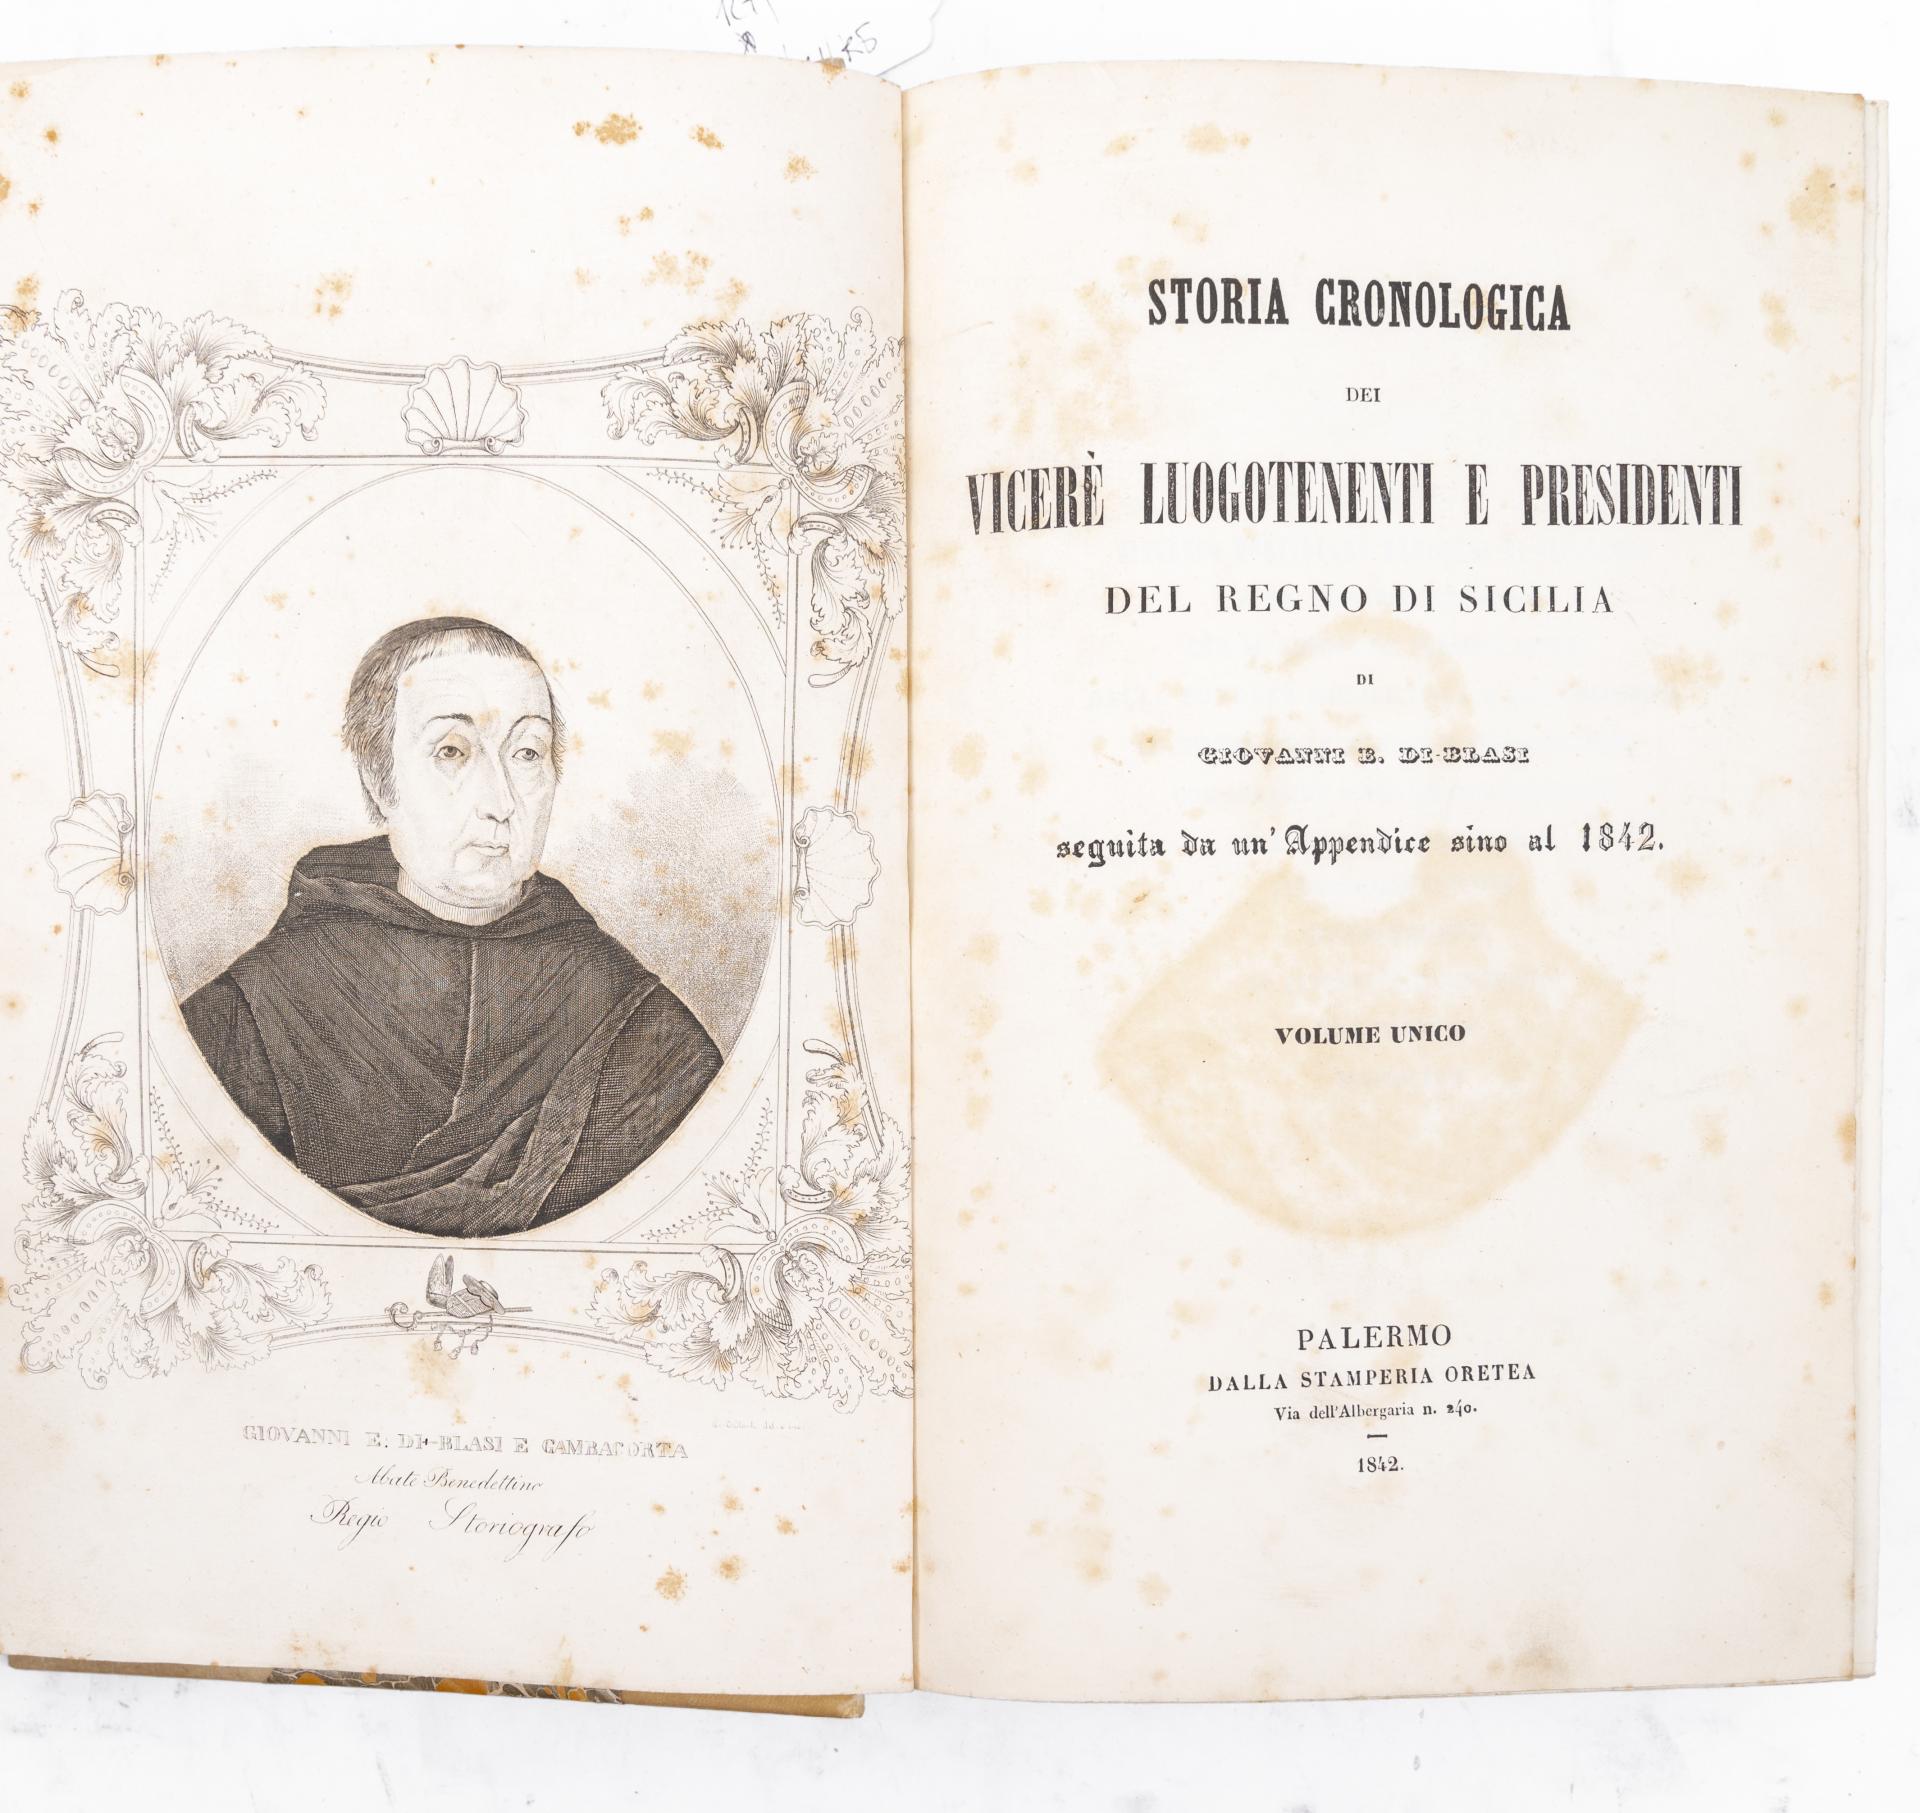 GIOVANNI E. DI-BLASI E GAMBACORTA
Abate Benedettino
Regio Storiografo
STORIA CRONOLOGICA
DEI
VICERÈ LUOGOTENENTI E PRESIDENTI
DEL REGNO DI SICILIA
DI
GIOVANNI E. DI-BLASI
seguita da un' Appendice sino al 1842.
VOLUME UNICO
PALERMO
DALLA STAMPERIA ORETEA
Via dell'Albergaria n. 240.
1842.